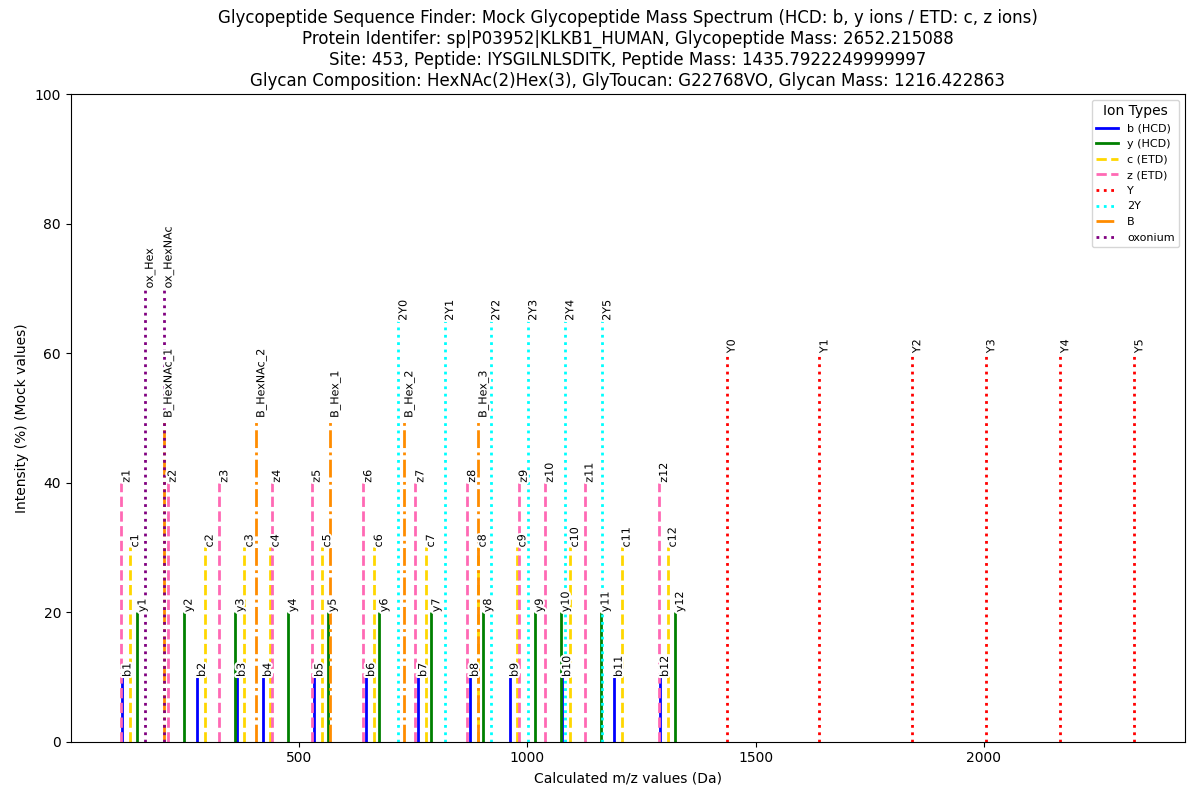 Glycopeptide Sequence Finder: Mock Glycopeptide Mass Spectrum (HCD: b, y ions / ETD: c, z ions)
Protein Identifer: sp|P03952|KLKB1_HUMAN, Glycopeptide Mass: 2652.215088
Site: 453, Peptide: IYSGILNLSDITK, Peptide Mass: 1435.7922249999997
Glycan Composition: HexNAc(2)Hex(3), GlyToucan: G22768VO, Glycan Mass: 1216.422863
100
80
60
40
20
0
Intensity (%) (Mock values)
Ion Types
b (HCD)
y (HCD)
c (ETD)
z (ETD)
Y
2Y
B
oxonium
ox_Hex
ox_HexNAc
2Y0
2Y1
2Y2
2Y3
2Y4
2Y5
Y0
Y1
Y2
Y3
Y4
Y5
B_HexNAc_1
B_HexNAc_2
B_Hex_1
B_Hex_2
B_Hex_3
z1
z2
z3
z4
z5
z6
z7
z8
z9
z10
z11
z12
c1
c2
c3
c4
c5
c6
c7
c8
c9
c10
c11
c12
y1
y2
y3
y4
y5
y6
y7
y8
y9
y10
y11
y12
b1
b2
b3
b4
b5
b6
b7
b8
b9
b10
b11
b12
500
1000
1500
2000
Calculated m/z values (Da)